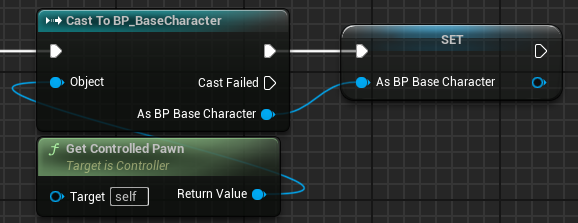 Cast To BP_BaseCharacter
SET
Object
Cast Failed
As BP Base Character
As BP Base Character
f Get Controlled Pawn
Target is Controller
Target self
Return Value